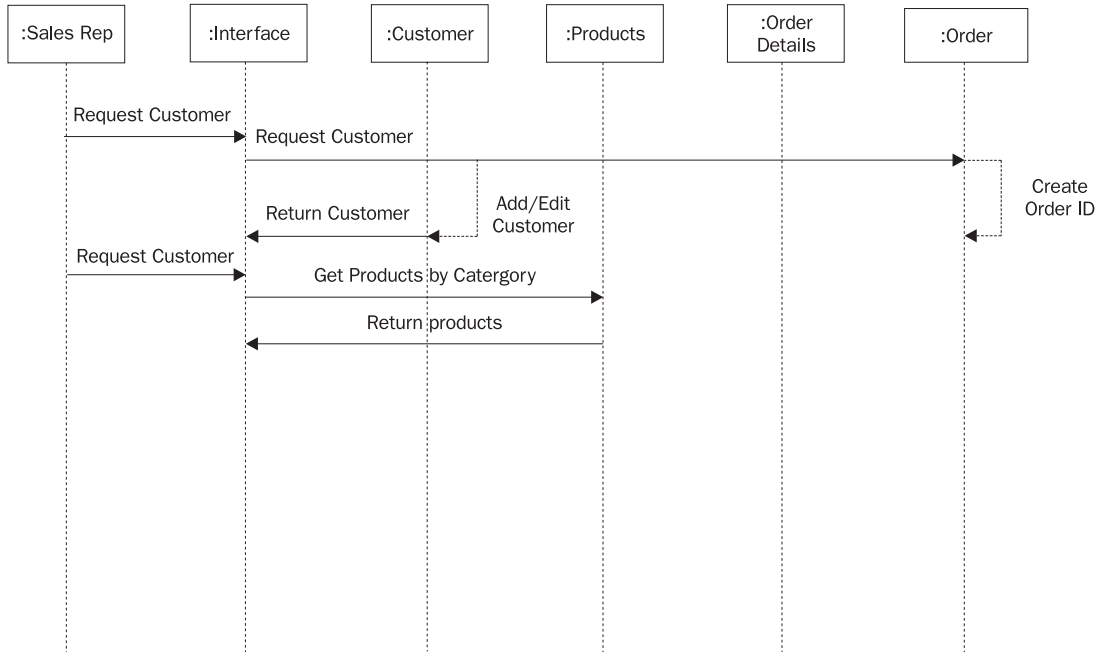 :Sales Rep
:Interface
:Customer
:Products
:Order
Details
:Order
Request Customer
Request Customer
Create
Order ID
Add/Edit
Customer
Return Customer
Request Customer
Get Products by Catergory
Return products